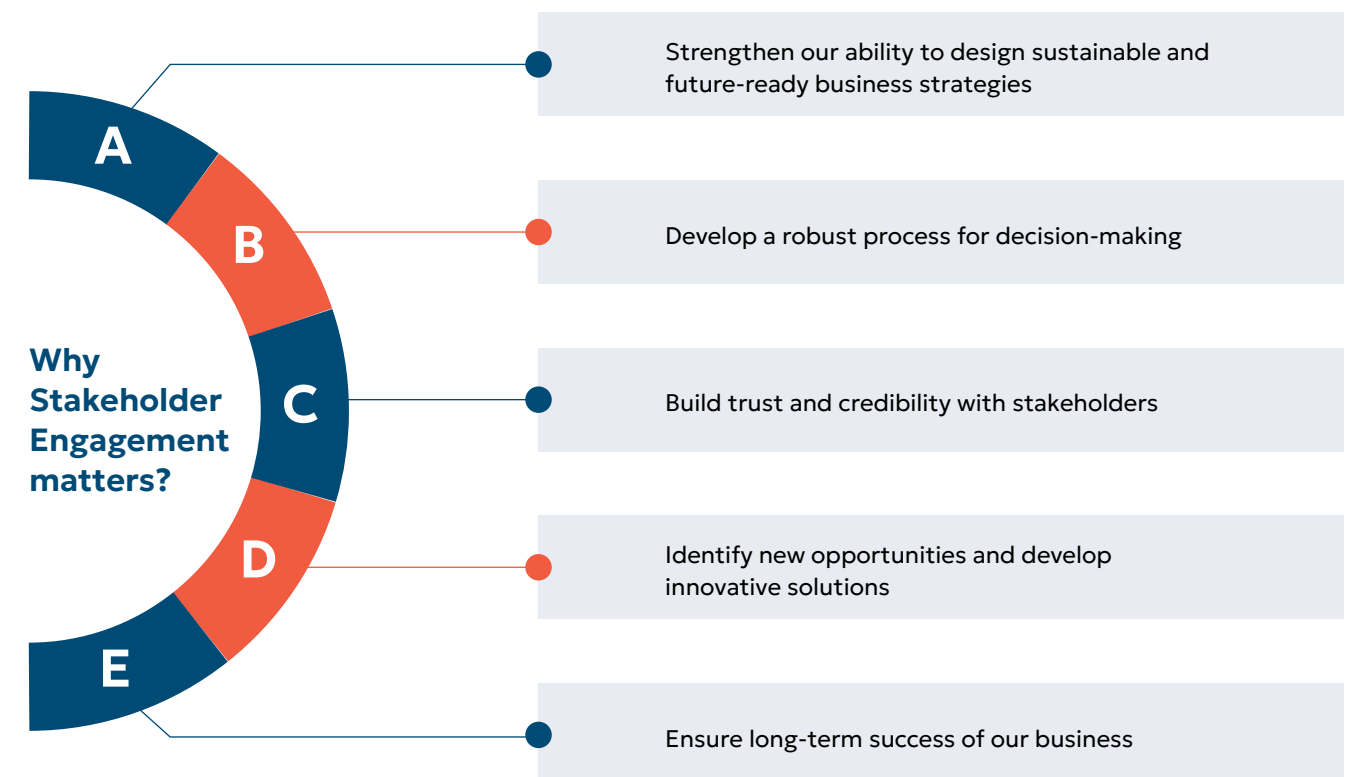 Why
Stakeholder
Engagement
matters?
A
Strengthen our ability to design sustainable and
future-ready business strategies
B
Develop a robust process for decision-making
C
Build trust and credibility with stakeholders
D
Identify new opportunities and develop
innovative solutions
E
Ensure long-term success of our business